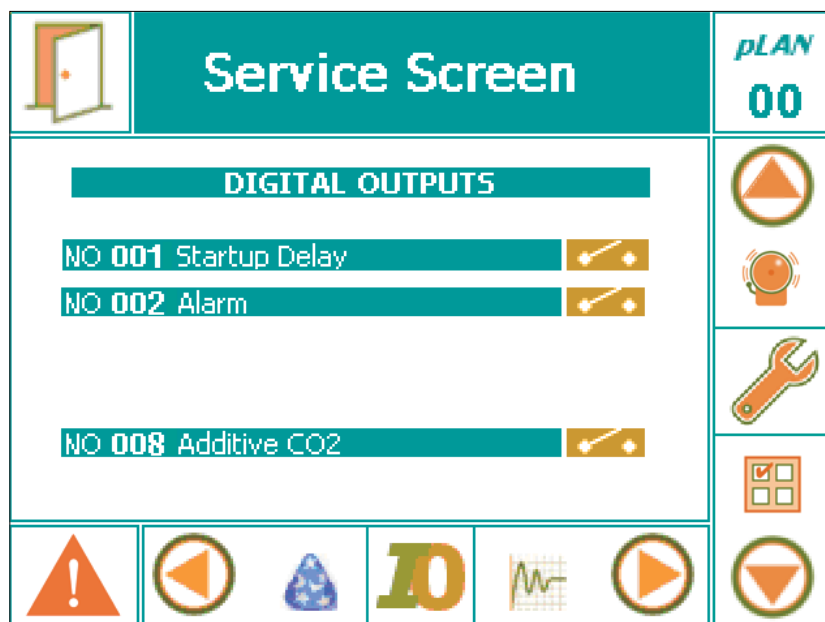 Service Screen
pLAN
00
DIGITAL OUTPUTS
NO 001 Startup Delay
NO 002 Alarm
NO 008 Additive CO2
IO